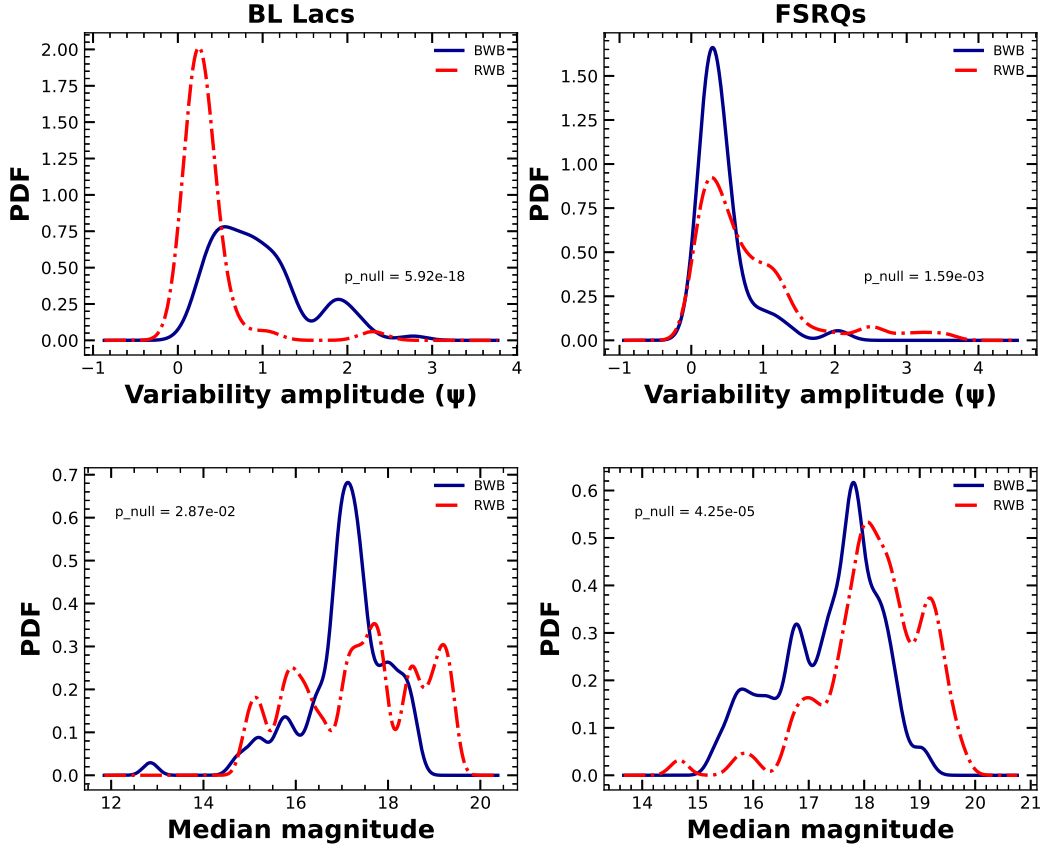 BL Lacs
FSRQs
PDF
2.00
1.75
1.50
1.25
1.00
0.75
0.50
0.25
0.00
BWB
RWB
p_null = 5.92e-18
−1 0 1 2 3 4
Variability amplitude (ψ)
PDF
1.50
1.25
1.00
0.75
0.50
0.25
0.00
BWB
RWB
p_null = 1.59e-03
−1 0 1 2 3 4
Variability amplitude (ψ)
PDF
0.7
0.6
0.5
0.4
0.3
0.2
0.1
0.0
p_null = 2.87e-02
BWB
RWB
12 14 16 18 20
Median magnitude
PDF
0.6
0.5
0.4
0.3
0.2
0.1
0.0
p_null = 4.25e-05
BWB
RWB
14 15 16 17 18 19 20 21
Median magnitude